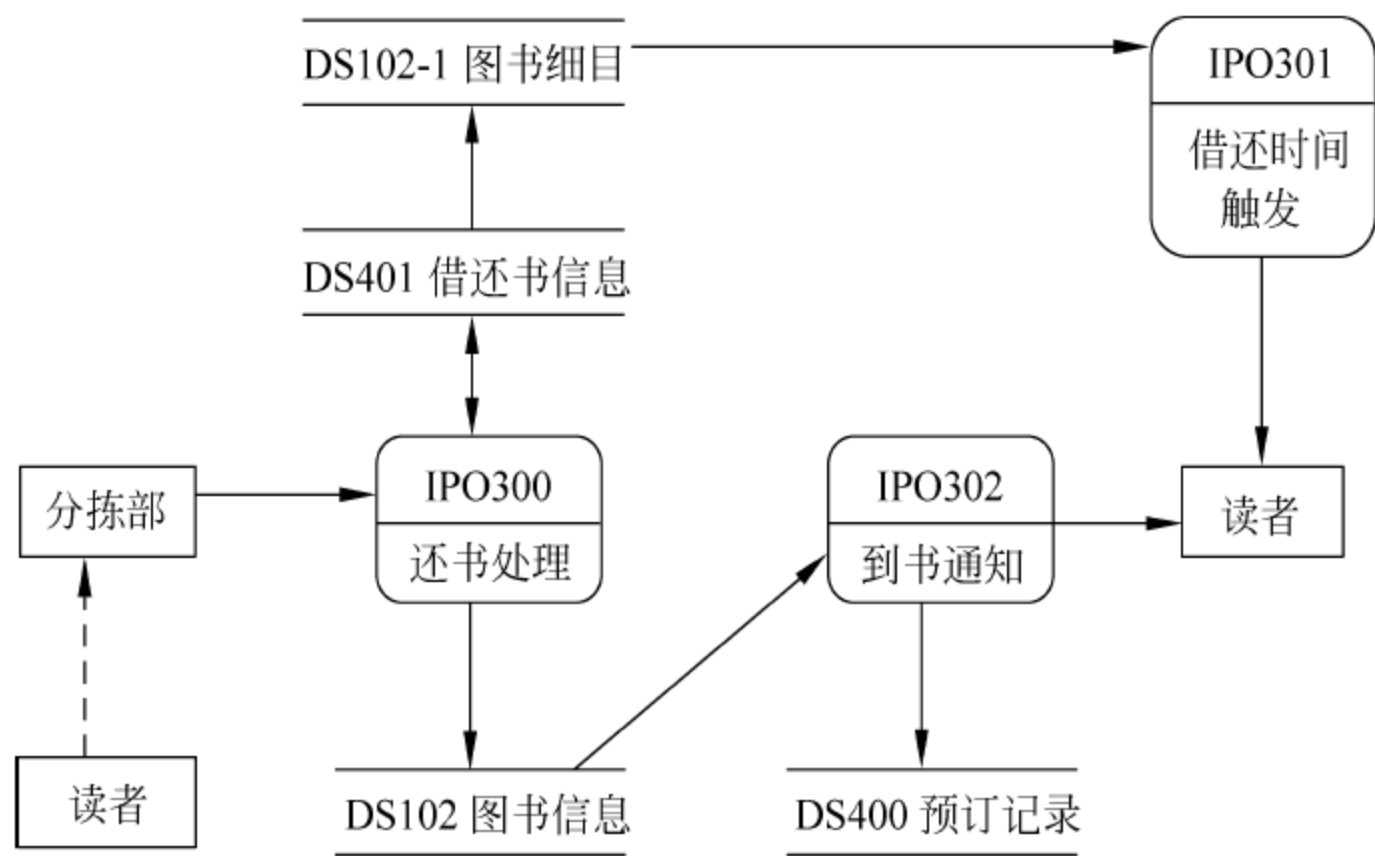 DS102-1 图书细目
IPO301
借还时间
触发
DS401 借还书信息
分拣部
IPO300
还书处理
IPO302
到书通知
读者
读者
DS102 图书信息
DS400 预订记录